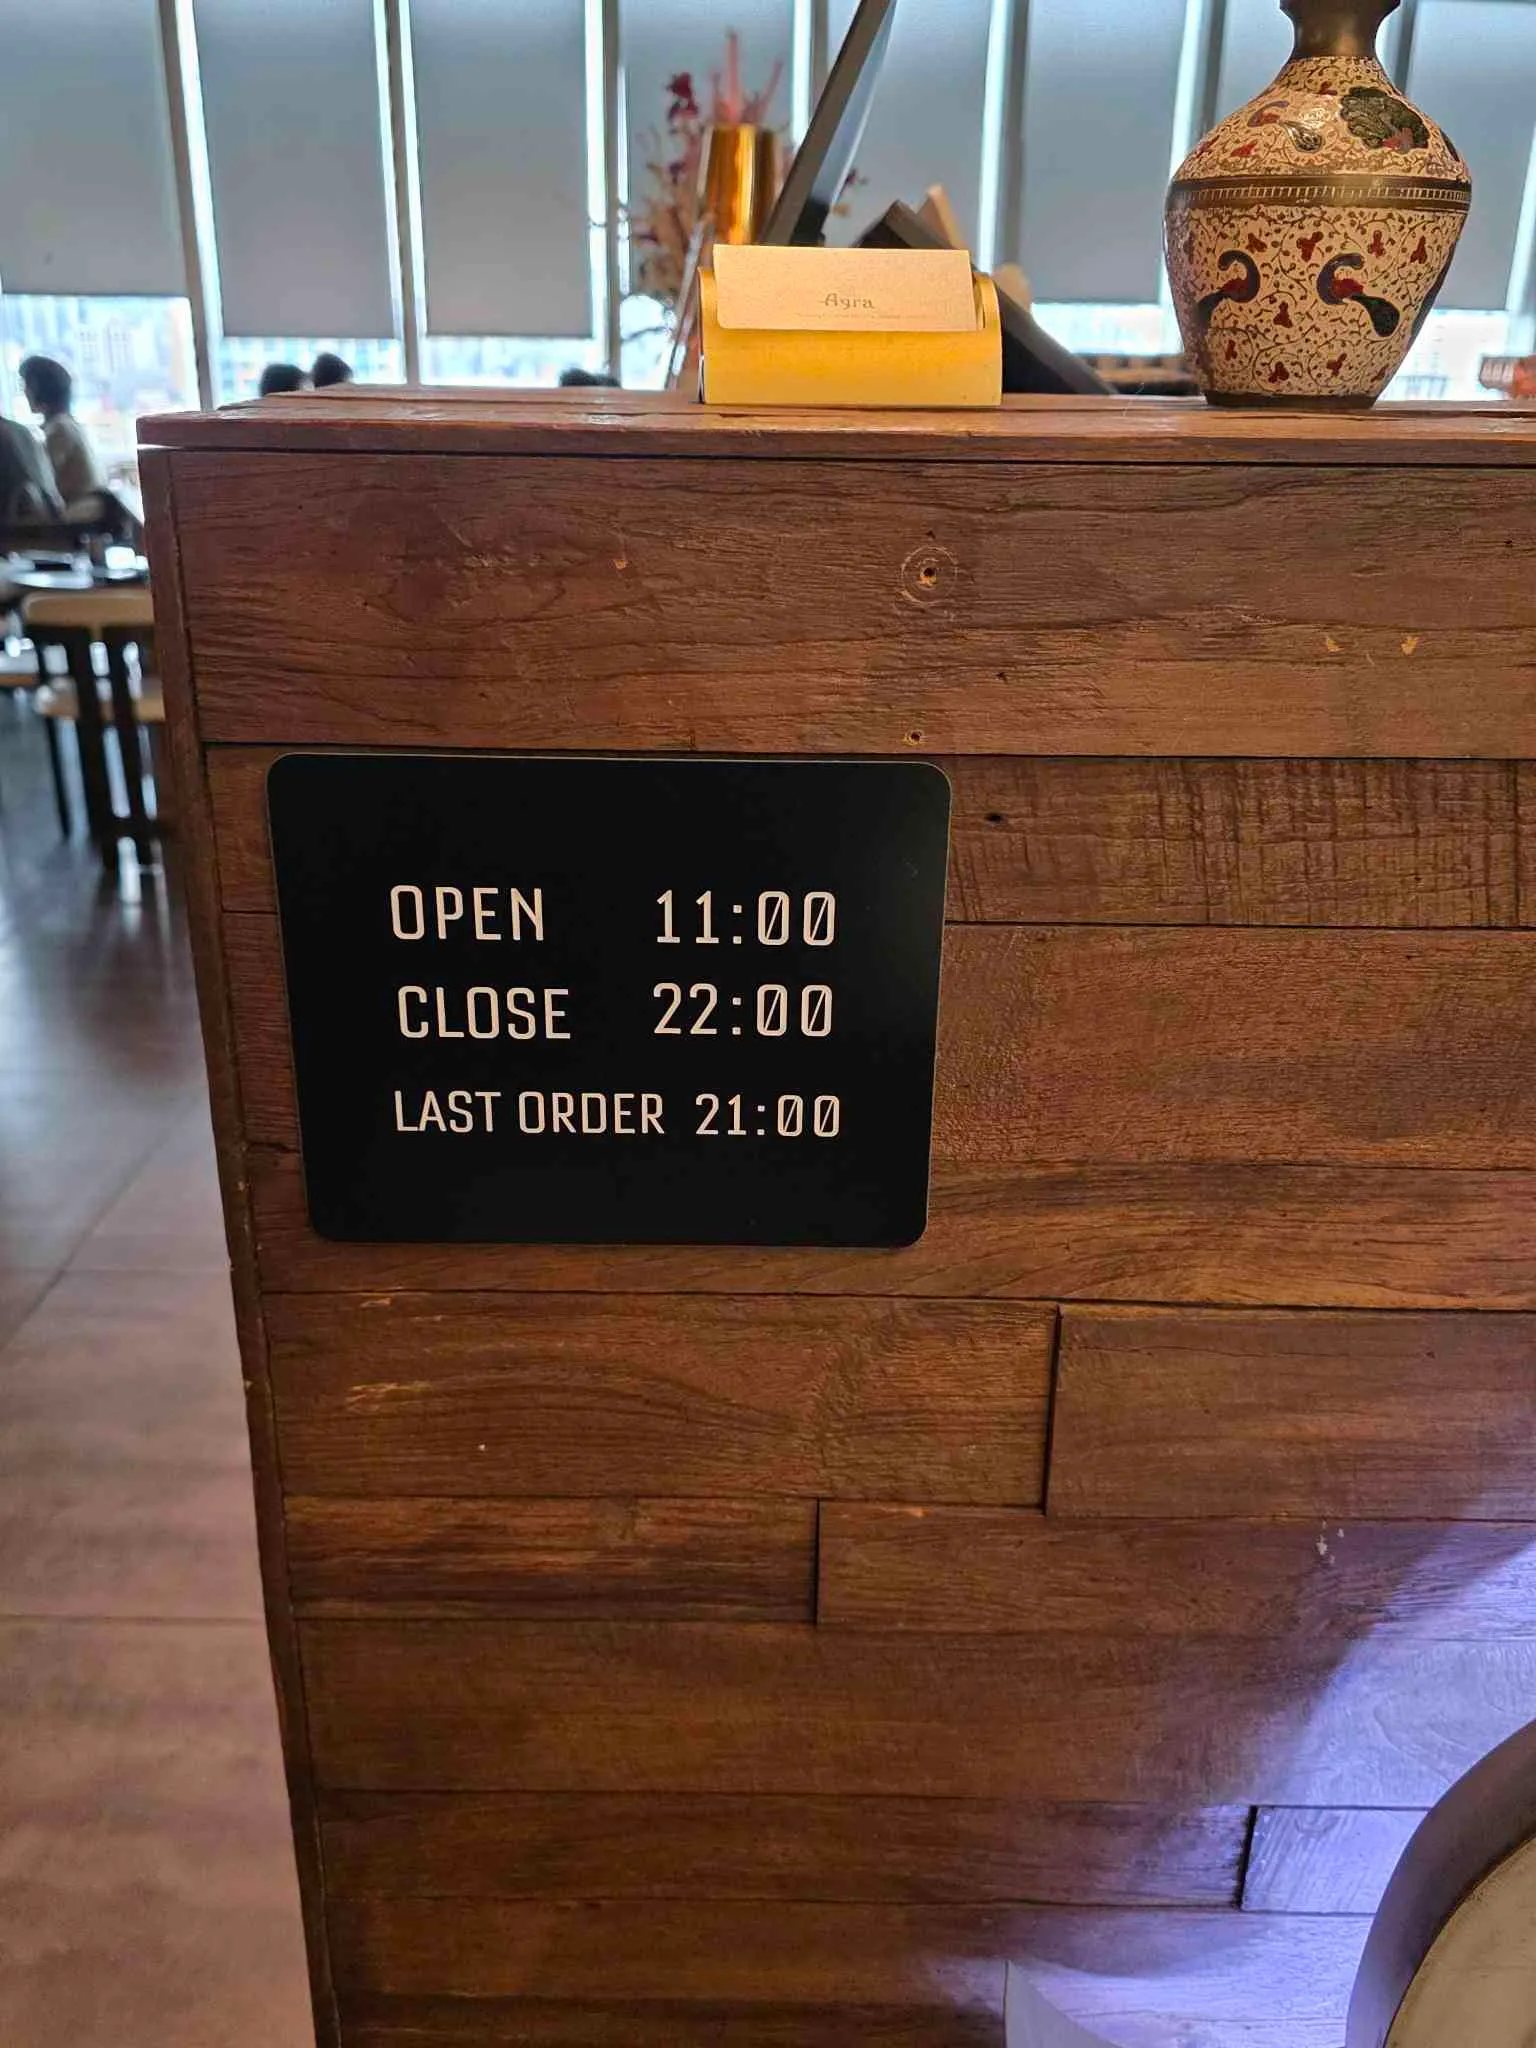 Agra
OPEN 11:00
CLOSE 22:00
LAST ORDER 21:00